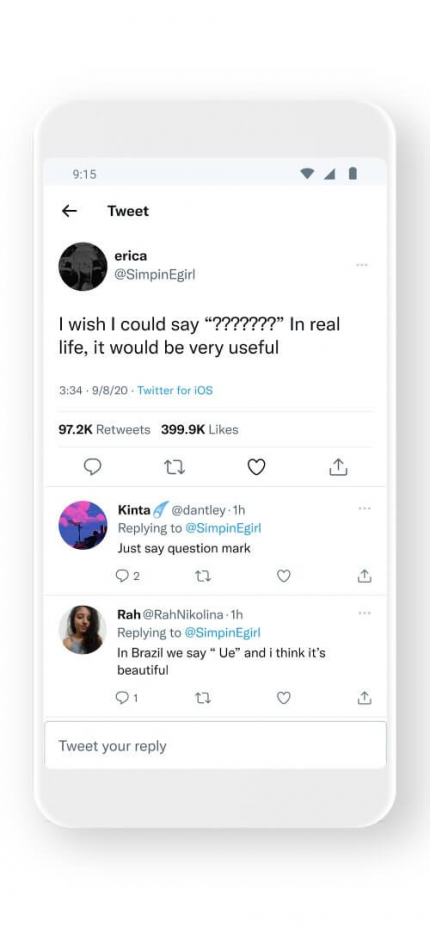 9:15
Tweet
erica
@SimpinEgirl
I wish I could say “???????” In real
life, it would be very useful
3:34 · 9/8/20 · Twitter for iOS
97.2K Retweets 399.9K Likes
Kinta @dantley · 1h
Replying to @SimpinEgirl
Just say question mark
2
Rah @RahNikolina · 1h
Replying to @SimpinEgirl
In Brazil we say “ Ue” and i think it’s
beautiful
1
Tweet your reply